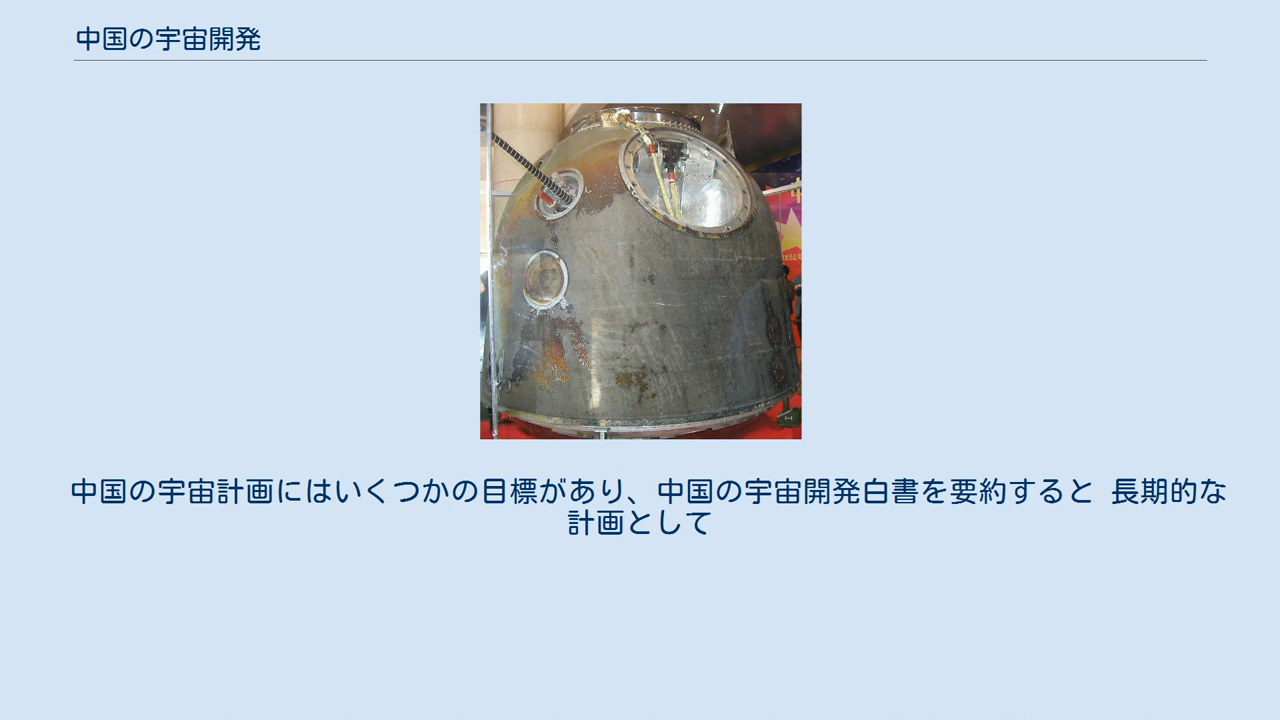 中国の宇宙開発
中国の宇宙計画にはいくつかの目標があり、中国の宇宙開発白書を要約すると 長期的な
計画として